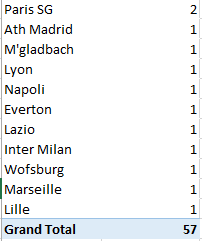 Paris SG 2
Ath Madrid 1
M'gladbach 1
Lyon 1
Napoli 1
Everton 1
Lazio 1
Inter Milan 1
Wofsburg 1
Marseille 1
Lille 1
Grand Total 57